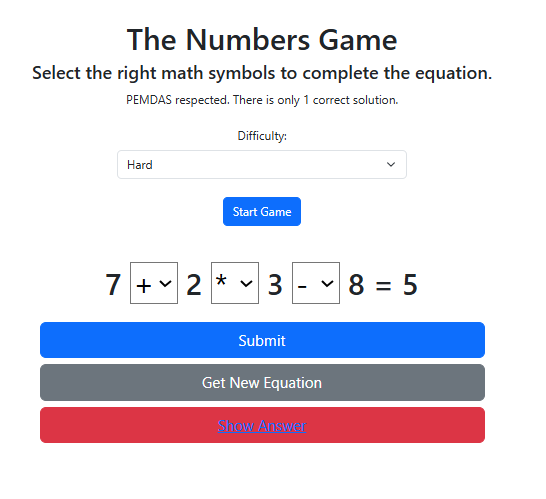 The Numbers Game
Select the right math symbols to complete the equation.
PEMDAS respected. There is only 1 correct solution.
Difficulty:
Hard
Start Game
7 + 2 * 3 - 8 = 5
Submit
Get New Equation
Show Answer